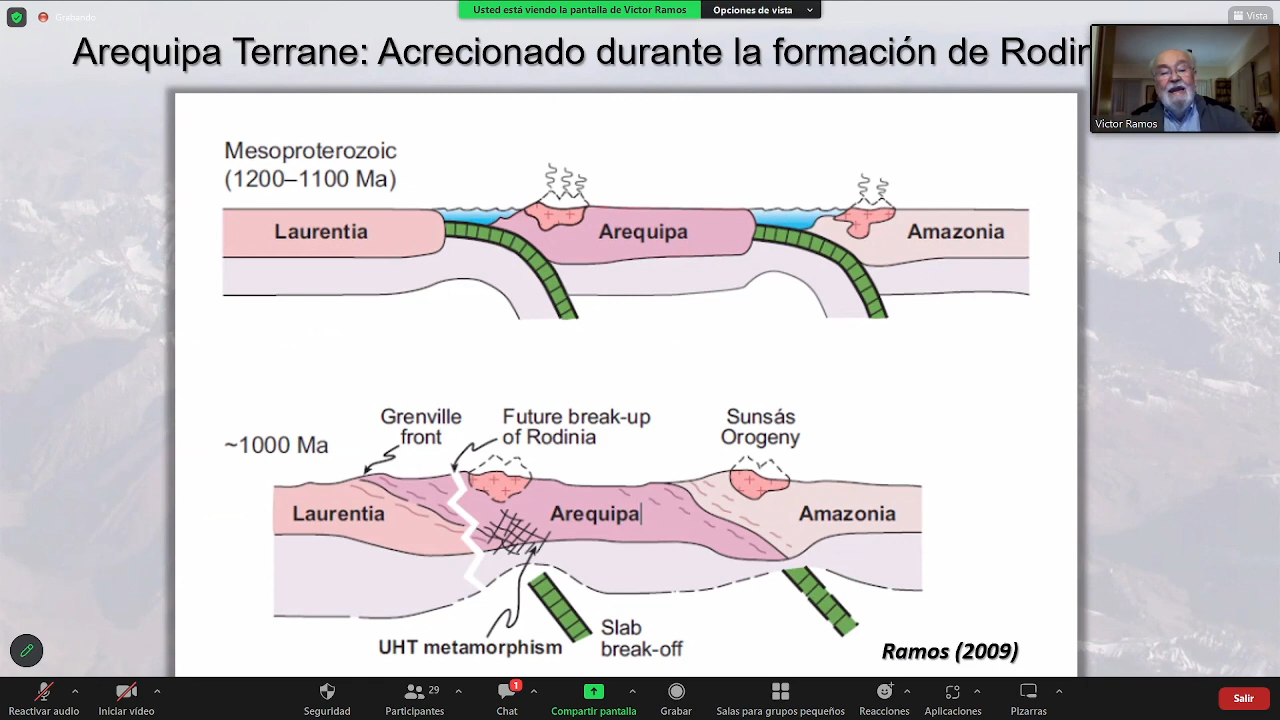 Grabando
Usted está viendo la pantalla de Victor Ramos
Opciones de vista
Vista
Arequipa Terrane: Acrecionado durante la formación de
Victor Ramos
Mesoproterozoic
(1200–1100 Ma)
Laurentia
Arequipa
Amazonia
Grenville
front
Future break-up
of Rodinia
Sunsás
Orogeny
~1000 Ma
Laurentia
Arequipa
Amazonia
UHT metamorphism
Slab
break-off
Ramos (2009)
Reactivar audio
Iniciar vídeo
Seguridad
29
Participantes
1
Chat
Compartir pantalla
Grabar
Salas para grupos pequeños
Reacciones
Aplicaciones
Pizarras
Salir